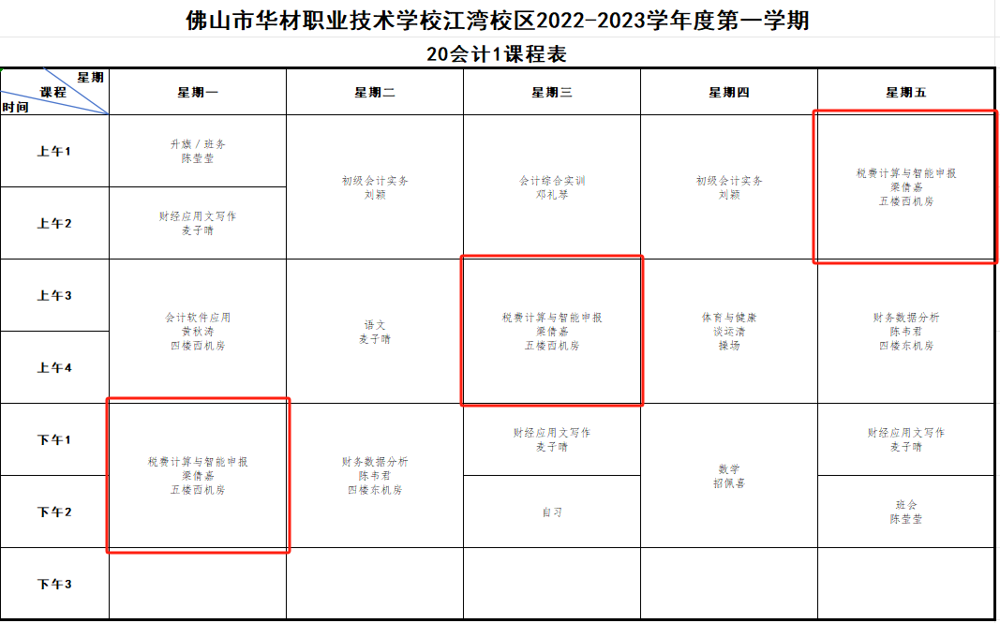 佛山市华材职业技术学校江湾校区2022-2023学年度第一学期
20会计1课程表
星期
课程
时间
星期一
星期二
星期三
星期四
星期五
上午1
升旗／班务
陈莹莹
初级会计实务
刘颖
会计综合实训
邓礼琴
初级会计实务
刘颖
税费计算与智能申报
梁倩嘉
五楼西机房
上午2
财经应用文写作
麦子晴
上午3
会计软件应用
黄秋涛
四楼西机房
语文
麦子晴
税费计算与智能申报
梁倩嘉
五楼西机房
体育与健康
谈运清
操场
财务数据分析
陈韦君
四楼东机房
上午4
下午1
税费计算与智能申报
梁倩嘉
五楼西机房
财务数据分析
陈韦君
四楼东机房
财经应用文写作
麦子晴
数学
招佩喜
财经应用文写作
麦子晴
下午2
自习
班会
陈莹莹
下午3